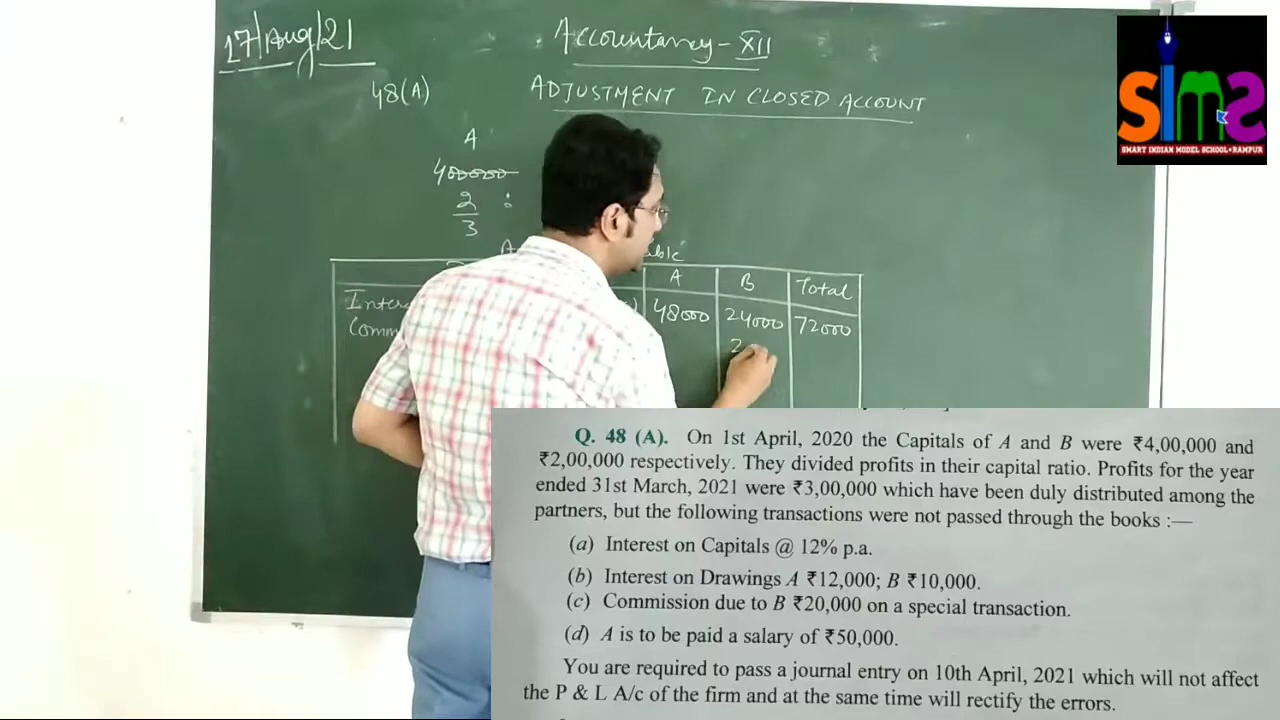 17/Aug/21
Accountancy - XII
48(A)
ADJUSTMENT IN CLOSED ACCOUNT
A
400000
2/3 :
A B Total
48000 24000 72000
SIMS
SMART INDIAN MODEL SCHOOL•RAMPUR
Q. 48 (A). On 1st April, 2020 the Capitals of A and B were ₹4,00,000 and
₹2,00,000 respectively. They divided profits in their capital ratio. Profits for the year
ended 31st March, 2021 were ₹3,00,000 which have been duly distributed among the
partners, but the following transactions were not passed through the books :—
(a) Interest on Capitals @ 12% p.a.
(b) Interest on Drawings A ₹12,000; B ₹10,000.
(c) Commission due to B ₹20,000 on a special transaction.
(d) A is to be paid a salary of ₹50,000.
You are required to pass a journal entry on 10th April, 2021 which will not affect
the P & L A/c of the firm and at the same time will rectify the errors.